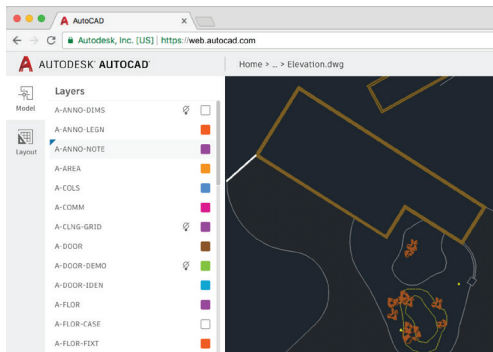 AutoCAD
Autodesk, Inc. [US] | https://web.autocad.com
AUTODESK® AUTOCAD®
Home > ... > Elevation.dwg
Model
Layout
Layers
A-ANNO-DIMS
A-ANNO-LEGN
A-ANNO-NOTE
A-AREA
A-COLS
A-COMM
A-CLNG-GRID
A-DOOR
A-DOOR-DEMO
A-DOOR-IDEN
A-FLOR
A-FLOR-CASE
A-FLOR-FIXT